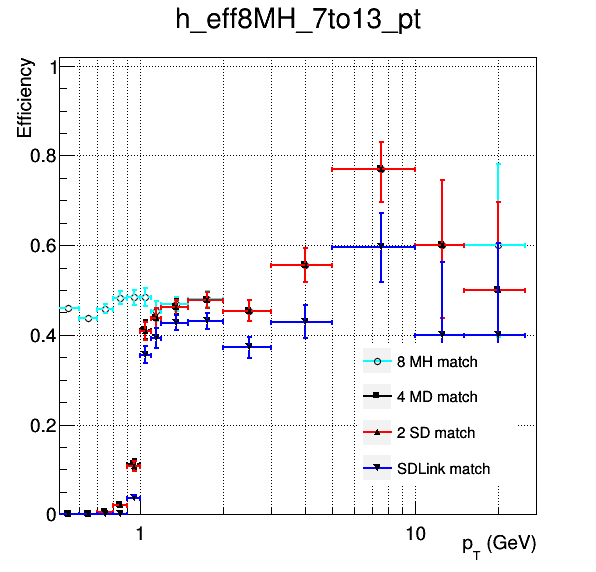 h_eff8MH_7to13_pt
Efficiency
1
0.8
0.6
0.4
0.2
0
8 MH match
4 MD match
2 SD match
SDLink match
1
10
p_T (GeV)